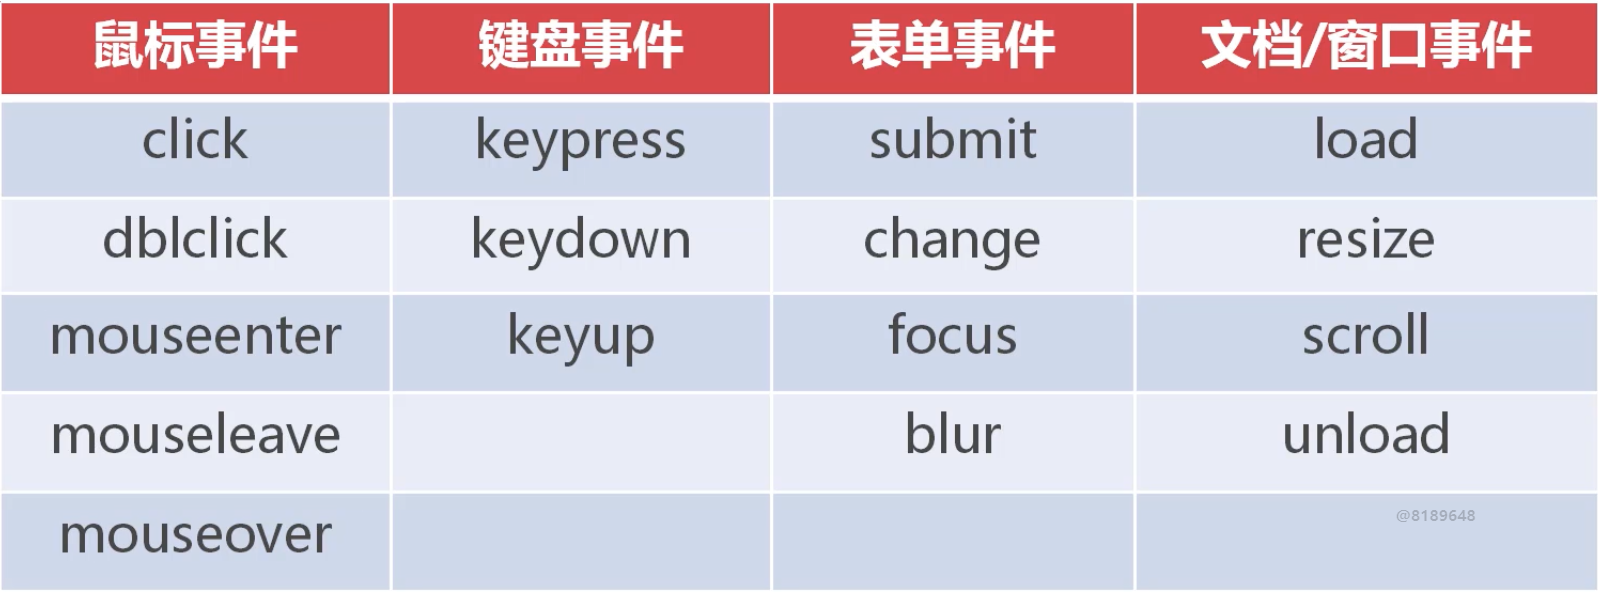 鼠标事件 键盘事件 表单事件 文档/窗口事件
click keypress submit load
dblclick keydown change resize
mouseenter keyup focus scroll
mouseleave blur unload
mouseover
@8189648